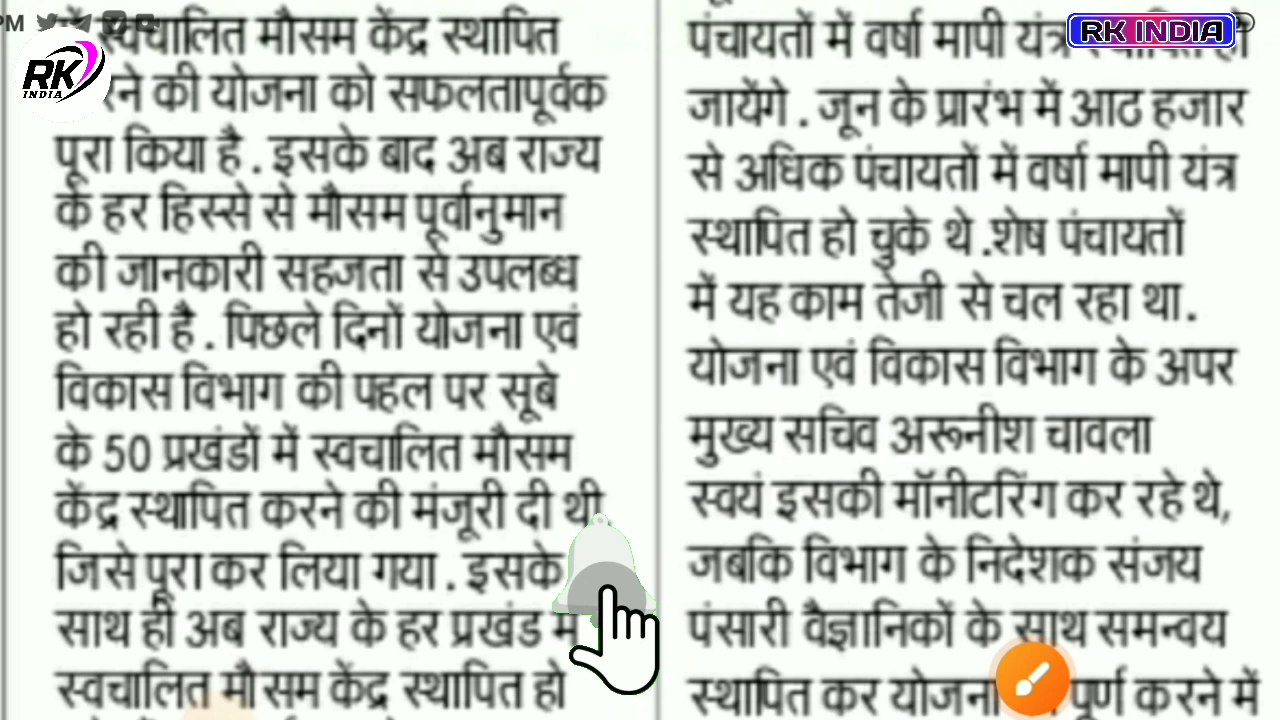 PM
RK
INDIA
RK INDIA
स्वचालित मौसम केंद्र स्थापित
की योजना को सफलतापूर्वक
पूरा किया है . इसके बाद अब राज्य
के हर हिस्से से मौसम पूर्वानुमान
की जानकारी सहजता से उपलब्ध
हो रही है . पिछले दिनों योजना एवं
विकास विभाग की पहल पर सूबे
के 50 प्रखंडों में स्वचालित मौसम
केंद्र स्थापित करने की मंजूरी दी थी,
जिसे पूरा कर लिया गया . इसके
साथ ही अब राज्य के हर प्रखंड में
स्वचालित मौसम केंद्र स्थापित हो
पंचायतों में वर्षा मापी यंत्र स्थापित हो
जायेंगे . जून के प्रारंभ में आठ हजार
से अधिक पंचायतों में वर्षा मापी यंत्र
स्थापित हो चुके थे .शेष पंचायतों
में यह काम तेजी से चल रहा था.
योजना एवं विकास विभाग के अपर
मुख्य सचिव अरूनीश चावला
स्वयं इसकी मॉनीटरिंग कर रहे थे,
जबकि विभाग के निदेशक संजय
पंसारी वैज्ञानिकों के साथ समन्वय
स्थापित कर योजना पूर्ण करने में